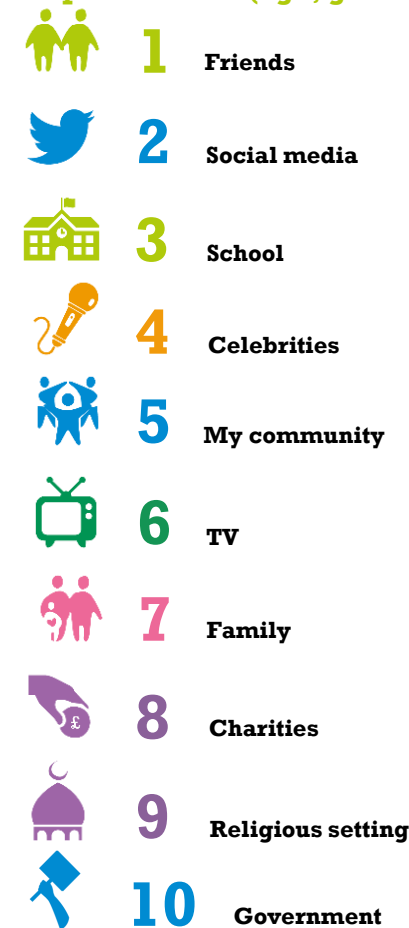 1 Friends
2 Social media
3 School
4 Celebrities
5 My community
6 TV
7 Family
£
8 Charities
9 Religious setting
10 Government